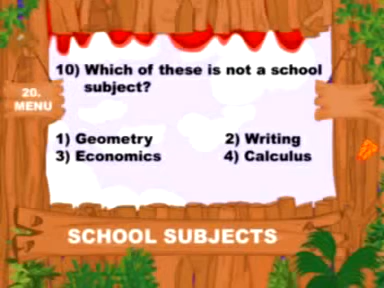 10) Which of these is not a school
subject?
20.
MENU
1) Geometry 2) Writing
3) Economics 4) Calculus
SCHOOL SUBJECTS